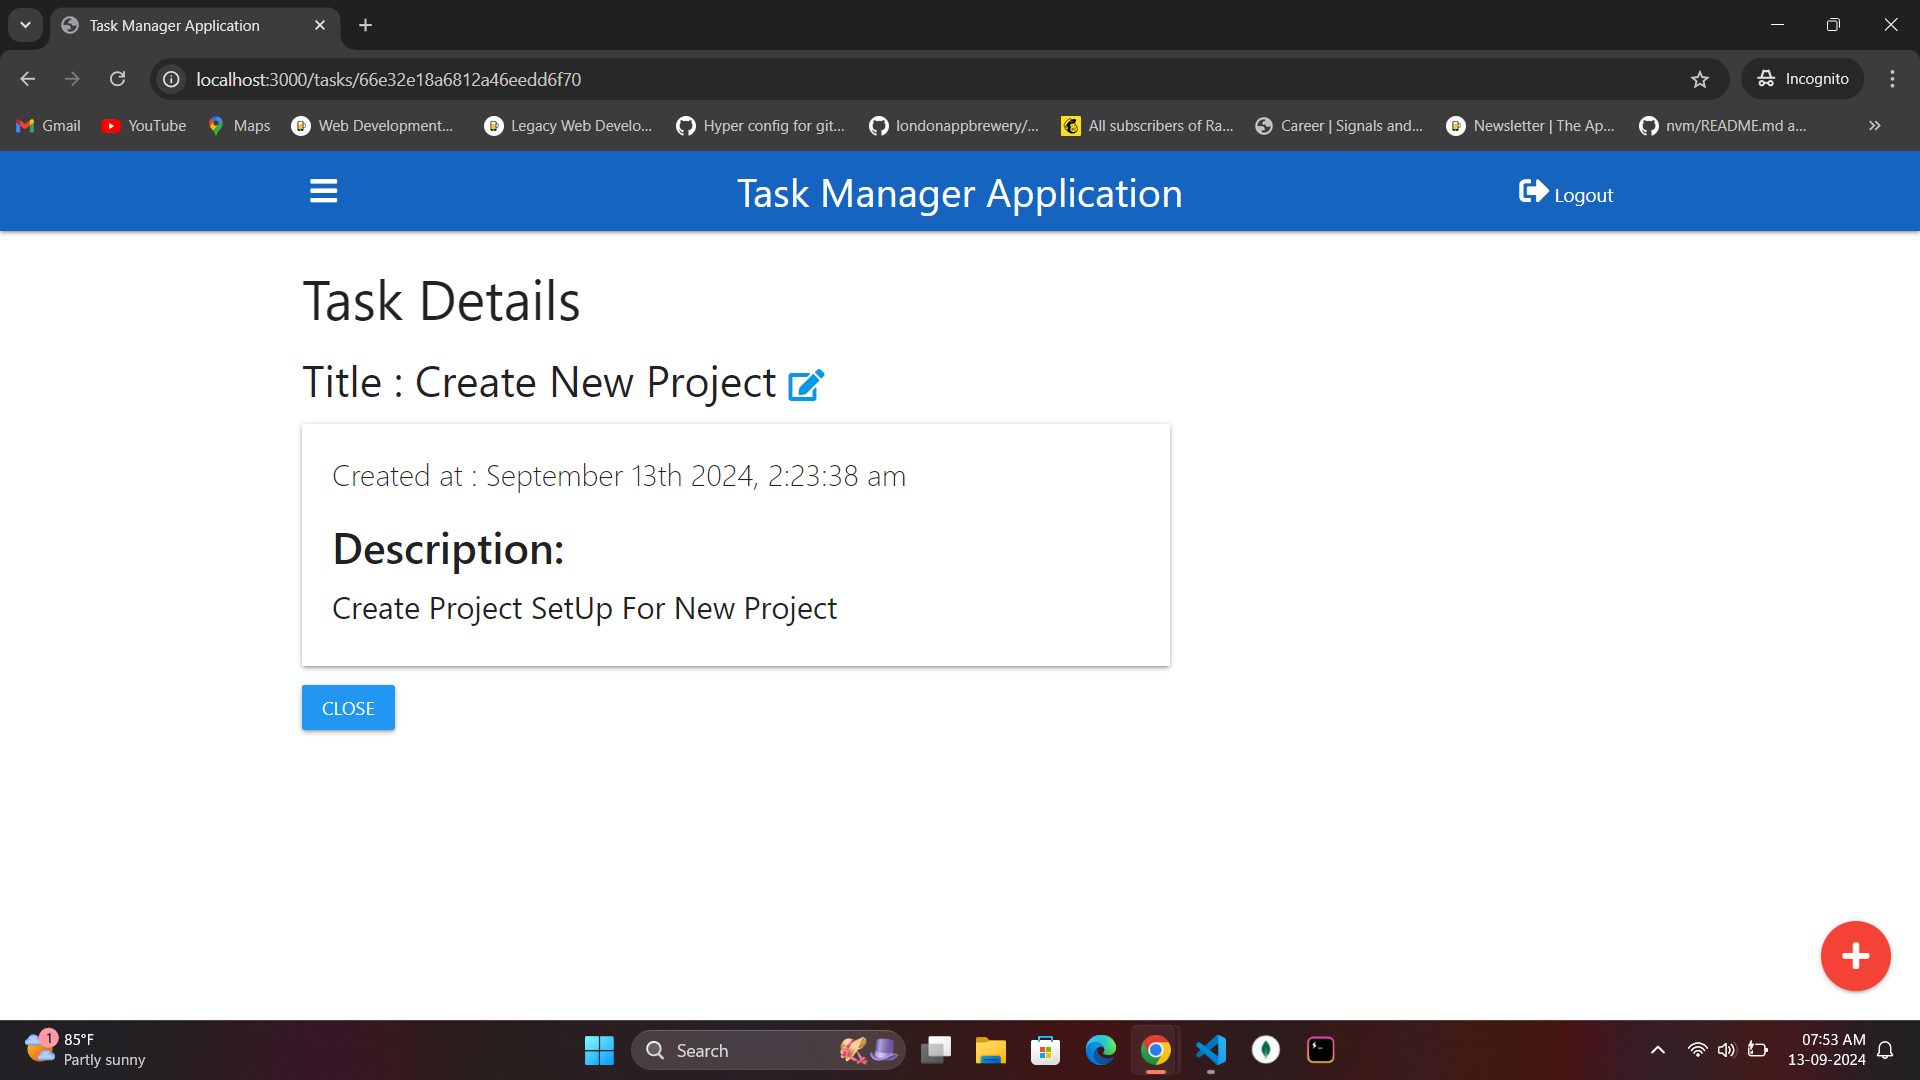 Task Manager Application
localhost:3000/tasks/66e32e18a6812a46eedd6f70
Incognito
Gmail
YouTube
Maps
Web Development...
Legacy Web Develo...
Hyper config for git...
londonappbrewery/...
All subscribers of Ra...
Career | Signals and...
Newsletter | The Ap...
nvm/README.md a...
Task Manager Application
Logout
Task Details
Title : Create New Project
Created at : September 13th 2024, 2:23:38 am
Description:
Create Project SetUp For New Project
CLOSE
1
85°F
Partly sunny
Search
07:53 AM
13-09-2024